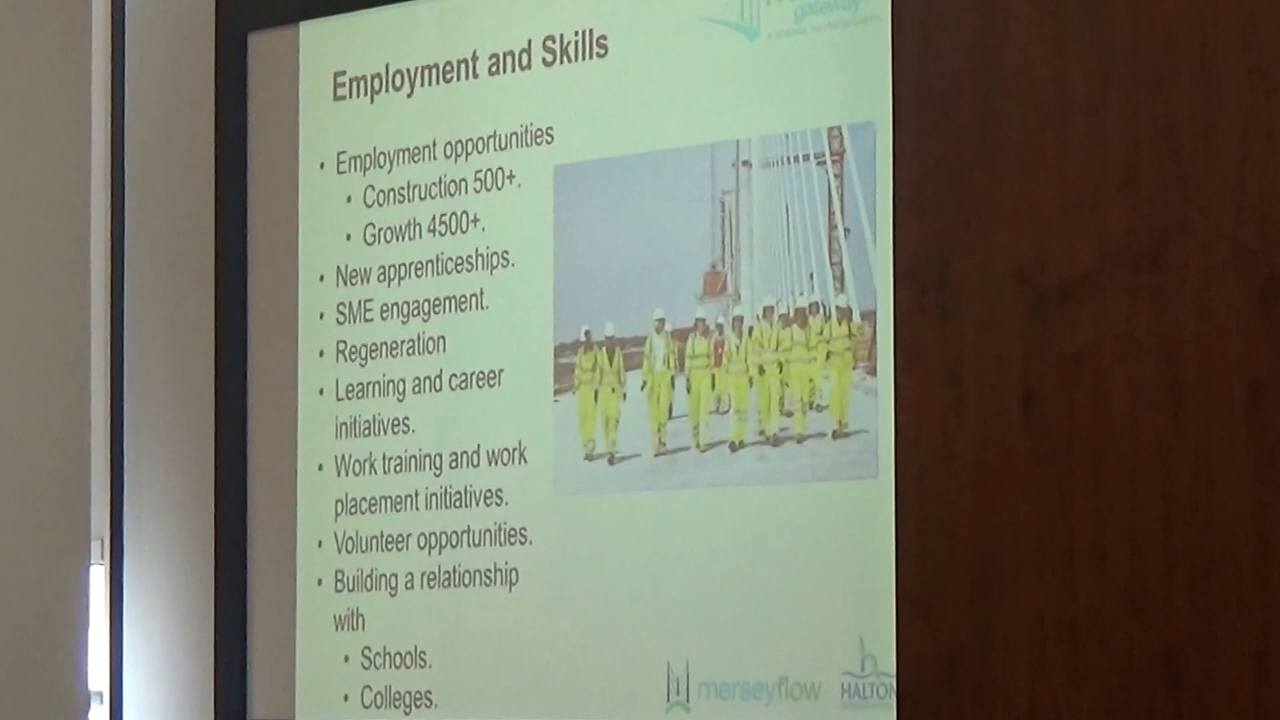 gateway
Employment and Skills
• Employment opportunities
• Construction 500+.
• Growth 4500+.
• New apprenticeships.
• SME engagement.
• Regeneration
• Learning and career
initiatives.
• Work training and work
placement initiatives.
• Volunteer opportunities.
• Building a relationship
with
• Schools.
• Colleges.
merseyflow
HALTON